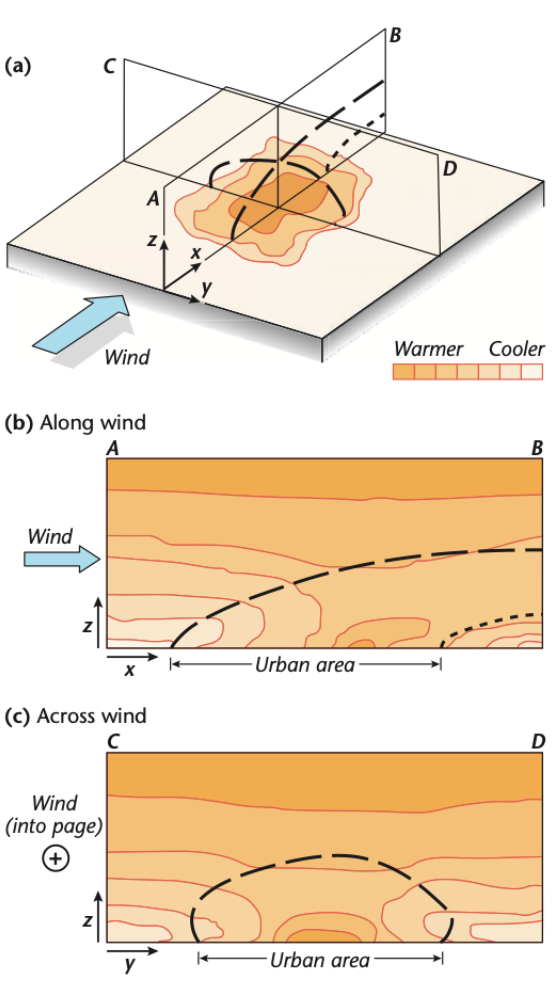 (a)
B
C
D
A
z
x
y
Wind
Warmer Cooler
(b) Along wind
A B
Wind
z
x
Urban area
(c) Across wind
C D
Wind
(into page)
+
z
y
Urban area